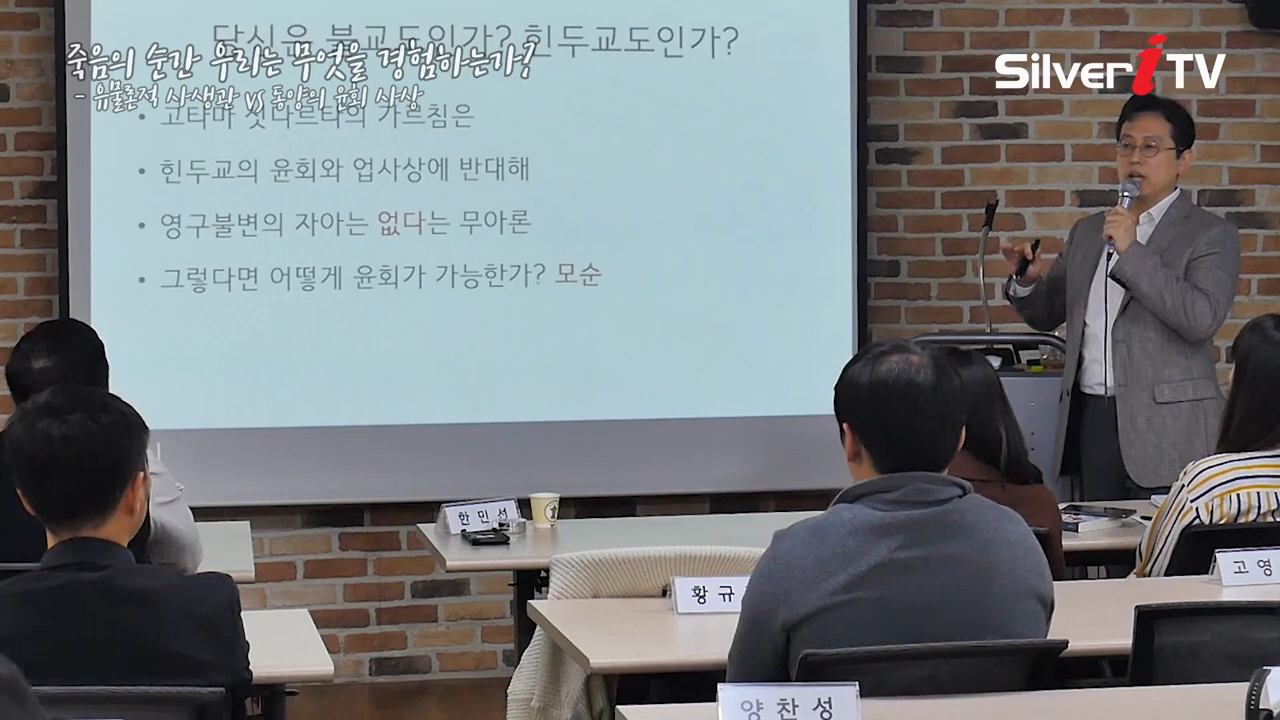 당신은 불교도인가? 힌두교도인가?
죽음의 순간 우리는 무엇을 경험하는가?
- 유물론적 사생관 vs 동양의 윤회 사상
SilveriTV
• 고타마 싯다르타의 가르침은
• 힌두교의 윤회와 업사상에 반대해
• 영구불변의 자아는 없다는 무아론
• 그렇다면 어떻게 윤회가 가능한가? 모순
한민성
황규
고영
양찬성